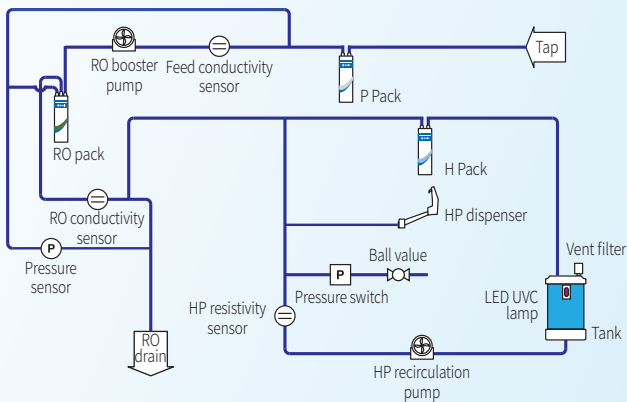 Tap
RO booster
pump
Feed conductivity
sensor
P Pack
RO pack
H Pack
RO conductivity
sensor
HP dispenser
Pressure
sensor
P
Ball value
P
Pressure switch
Vent filter
LED UVC
lamp
HP resistivity
sensor
Tank
RO
drain
HP recirculation
pump